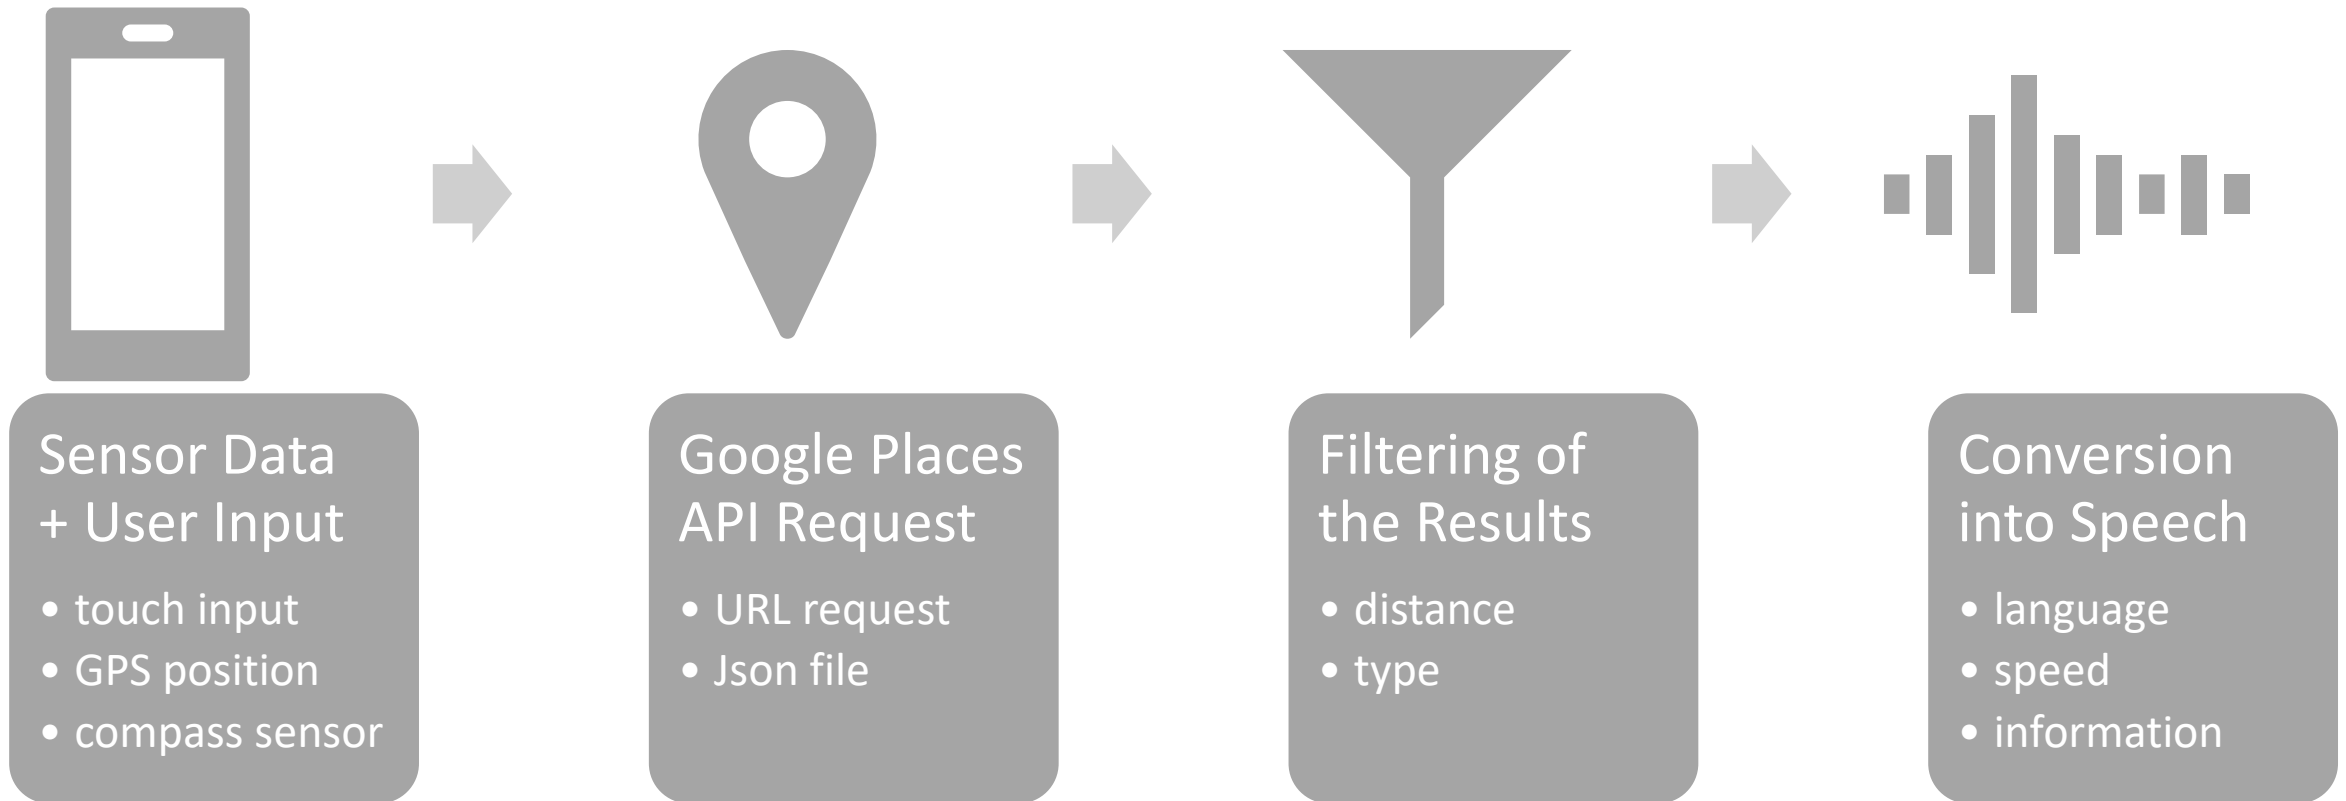 Sensor Data
+ User Input
• touch input
• GPS position
• compass sensor
Google Places
API Request
• URL request
• Json file
Filtering of
the Results
• distance
• type
Conversion
into Speech
• language
• speed
• information